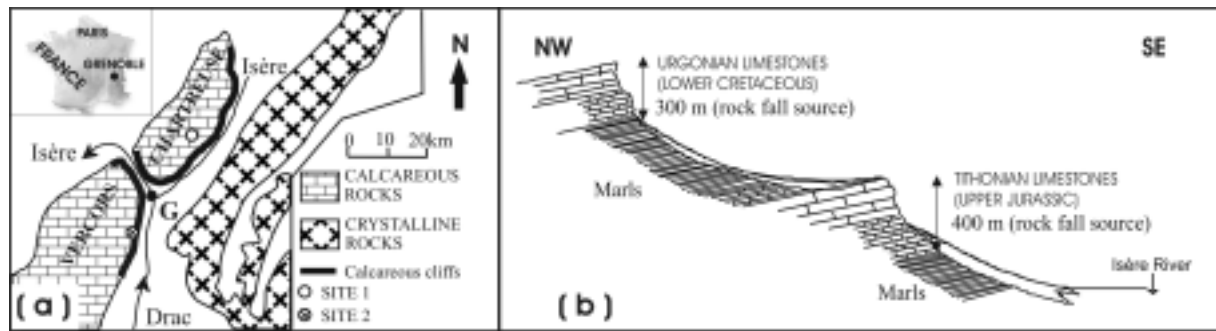 PARIS
FRANCE
GRENOBLE
Isère
N
CHARTREUSE
0 10 20km
Isère
CALCAREOUS
ROCKS
G
VERCORS
CRYSTALLINE
ROCKS
Calcareous cliffs
SITE 1
SITE 2
Drac
(a)
NW
SE
URGONIAN LIMESTONES
(LOWER CRETACEOUS)
300 m (rock fall source)
Marls
TITHONIAN LIMESTONES
(UPPER JURASSIC)
400 m (rock fall source)
Isère River
Marls
(b)